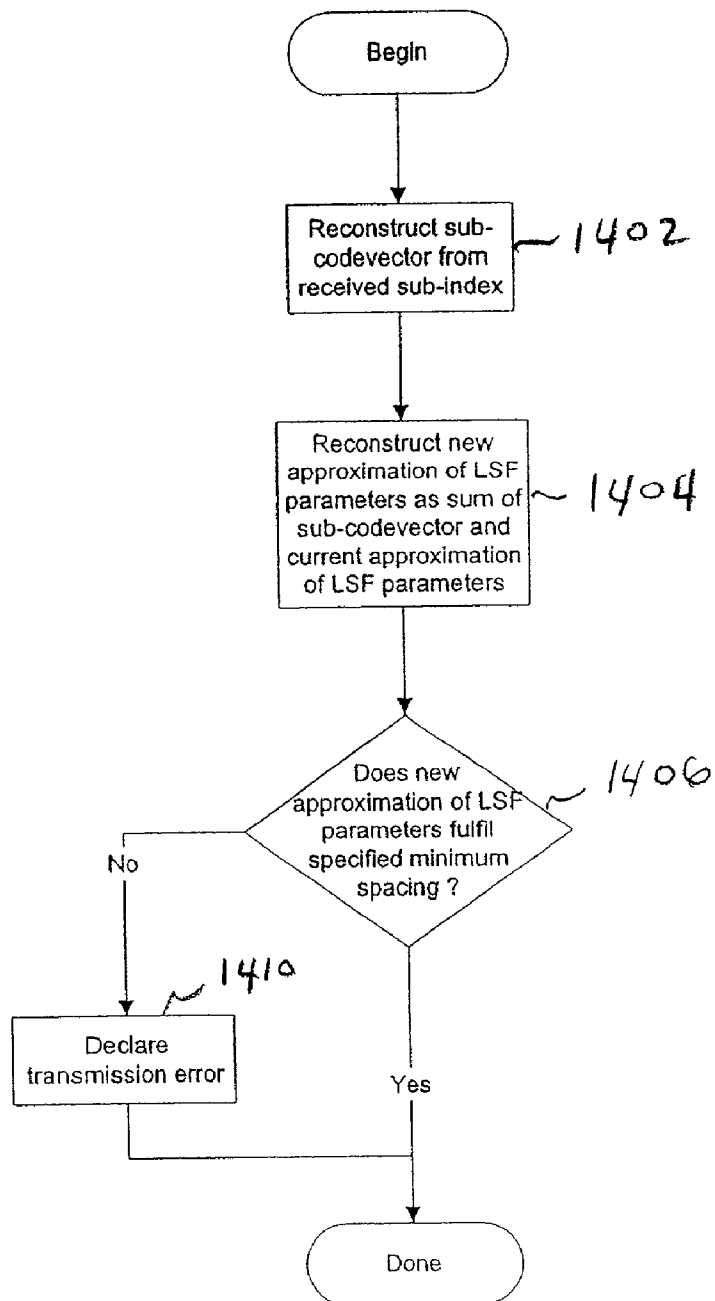 Begin
Reconstruct sub-
codevector from
received sub-index
1402
Reconstruct new
approximation of LSF
parameters as sum of
sub-codevector and
current approximation
of LSF parameters
1404
Does new
approximation of LSF
parameters fulfil
specified minimum
spacing ?
1406
No
1410
Declare
transmission error
Yes
Done